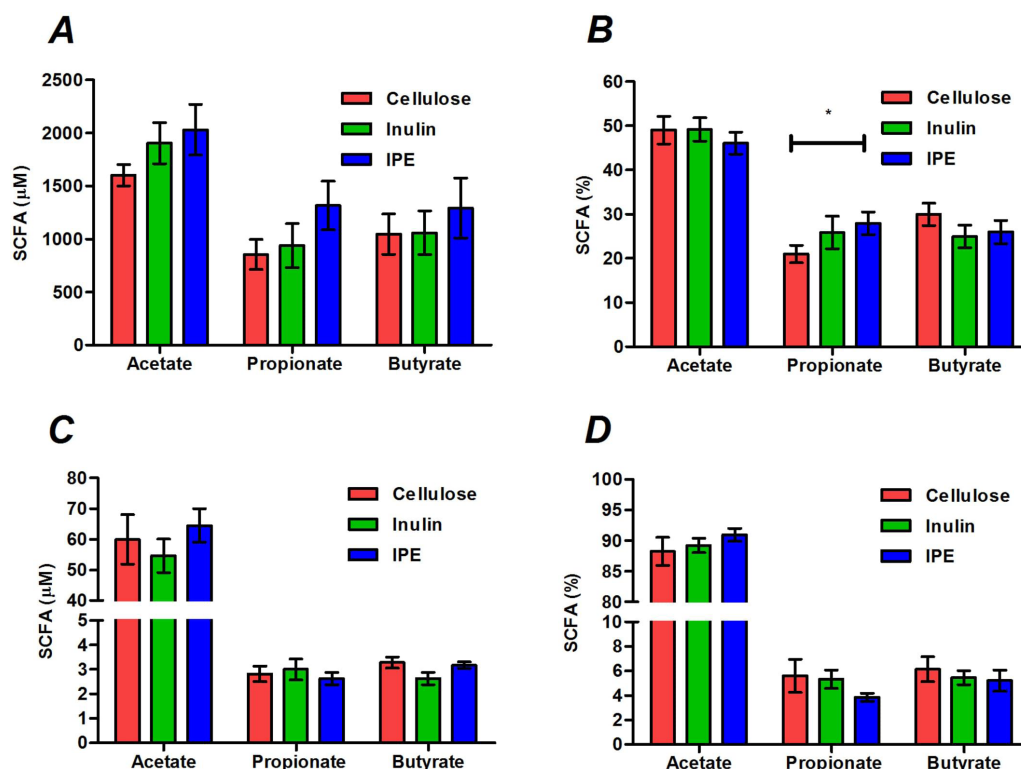 A
SCFA (μM)
2500
2000
1500
1000
500
0
Cellulose
Inulin
IPE
Acetate Propionate Butyrate
B
SCFA (%)
60
50
40
30
20
10
0
*
Cellulose
Inulin
IPE
Acetate Propionate Butyrate
C
SCFA (μM)
80
70
60
50
40
5
4
3
2
1
0
Cellulose
Inulin
IPE
Acetate Propionate Butyrate
D
SCFA (%)
100
95
90
85
80
10
8
6
4
2
0
Cellulose
Inulin
IPE
Acetate Propionate Butyrate